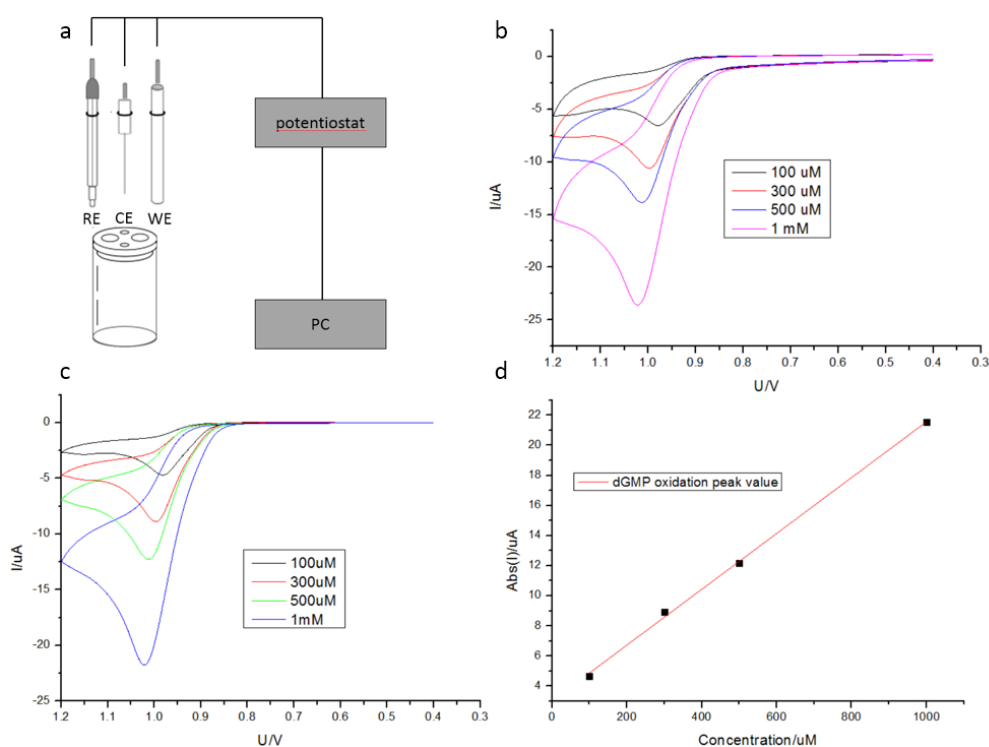 a
RE CE WE
potentiostat
PC
b
0
-5
-10
-15
-20
-25
I/uA
1.2 1.1 1.0 0.9 0.8 0.7 0.6 0.5 0.4 0.3
U/V
100 uM
300 uM
500 uM
1 mM
c
0
-5
-10
-15
-20
-25
I/uA
1.2 1.1 1.0 0.9 0.8 0.7 0.6 0.5 0.4 0.3
U/V
100uM
300uM
500uM
1mM
d
22
20
18
16
14
12
10
8
6
4
Abs(I)/uA
200 400 600 800 1000
Concentration/uM
dGMP oxidation peak value